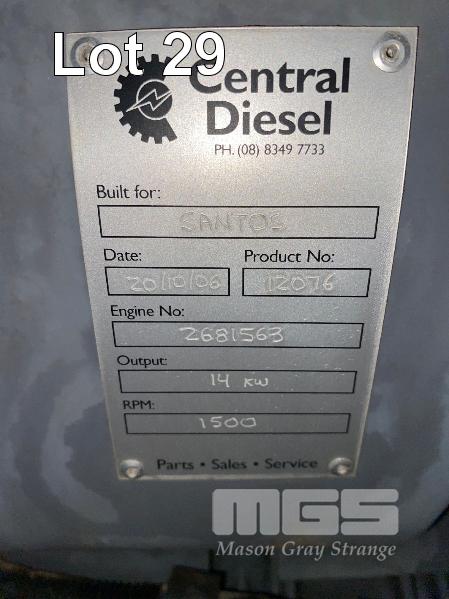 Lot 29
Central
Diesel
PH. (08) 8349 7733
Built for:
SANTOS
Date:
Product No:
20/10/06
12076
Engine No:
2681563
Output:
14 KW
RPM:
1500
Parts • Sales • Service
MGS
Mason Gray Strange